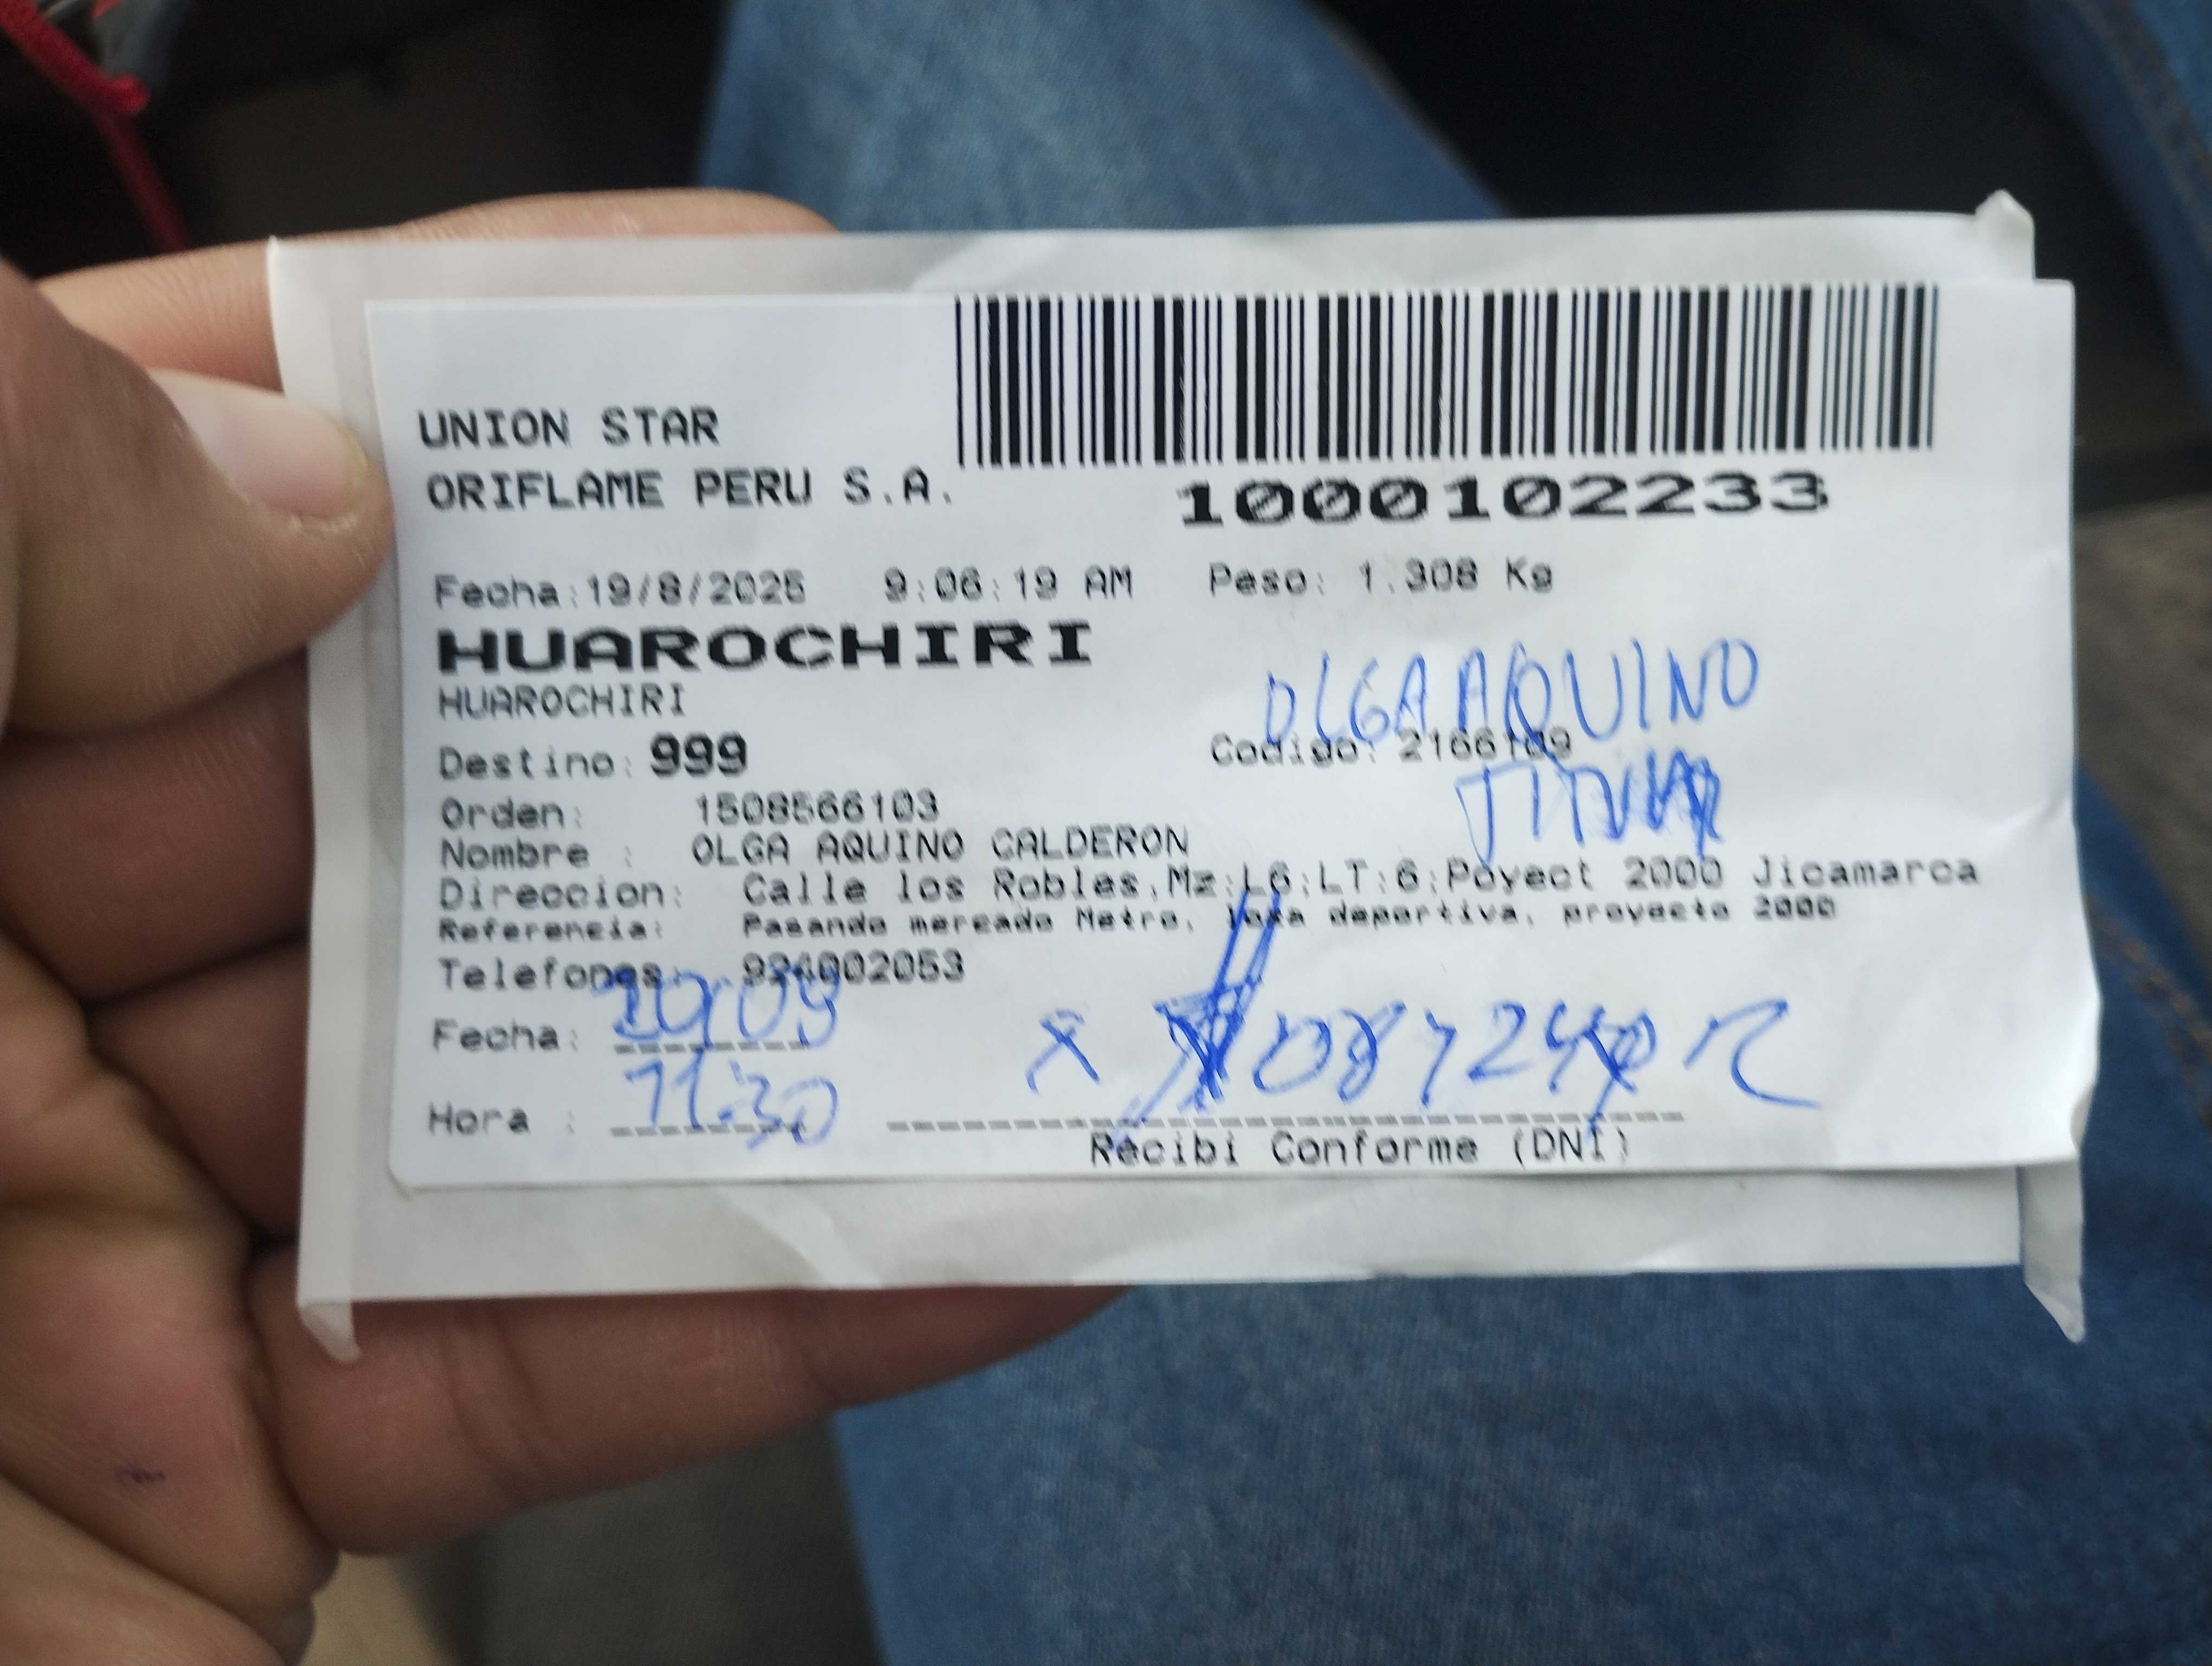 UNION STAR
ORIFLAME PERU S.A.
1000102233
Fecha:19/8/2025 9:06:19 AM Peso: 1.308 Kg
HUAROCHIRI
HUAROCHIRI
OLGA AQUINO
Destino: 999 Codigo: 2166109
Orden: 1508566103
Nombre : OLGA AQUINO CALDERON
Direccion: Calle los Robles,Mz:L6;LT:6;Poyect 2000 Jicamarca
Referencia: Pasando mercado Metro, loza deportiva, proyecto 2000
Telefones: 924002053
Fecha:
Hora : 11:30
Recibi Conforme (DNI)